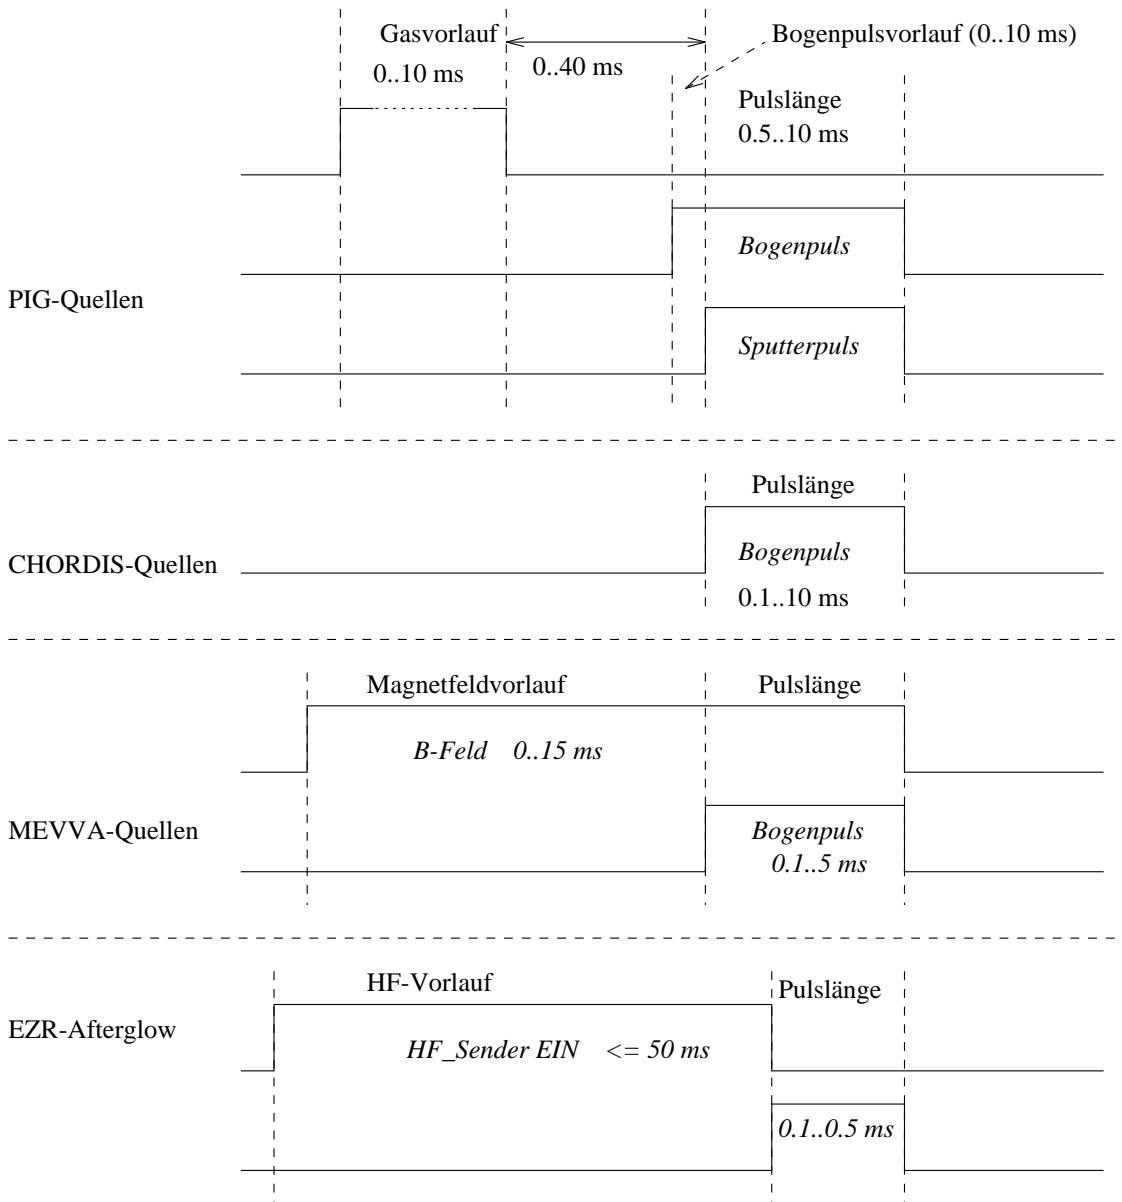 Gasvorlauf
Bogenpulsvorlauf (0..10 ms)
0..10 ms
0..40 ms
Pulslänge
0.5..10 ms
Bogenpuls
PIG-Quellen
Sputterpuls
Pulslänge
Bogenpuls
CHORDIS-Quellen
0.1..10 ms
Magnetfeldvorlauf
Pulslänge
B-Feld 0..15 ms
MEVVA-Quellen
Bogenpuls
0.1..5 ms
HF-Vorlauf
Pulslänge
EZR-Afterglow
HF_Sender EIN <= 50 ms
0.1..0.5 ms